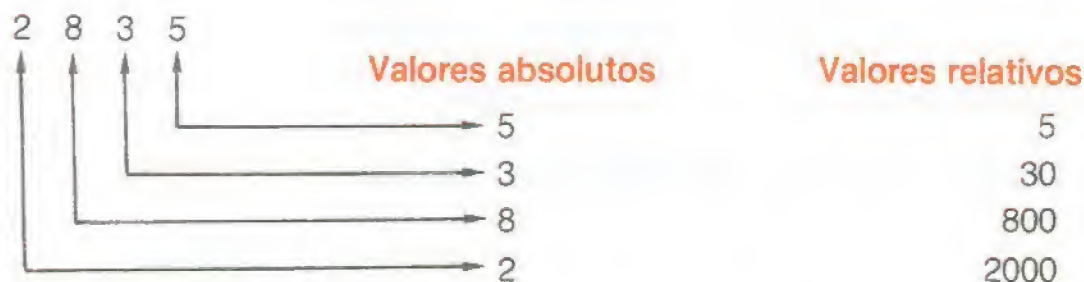 2 8 3 5
Valores absolutos Valores relativos
5 5
3 30
8 800
2 2000